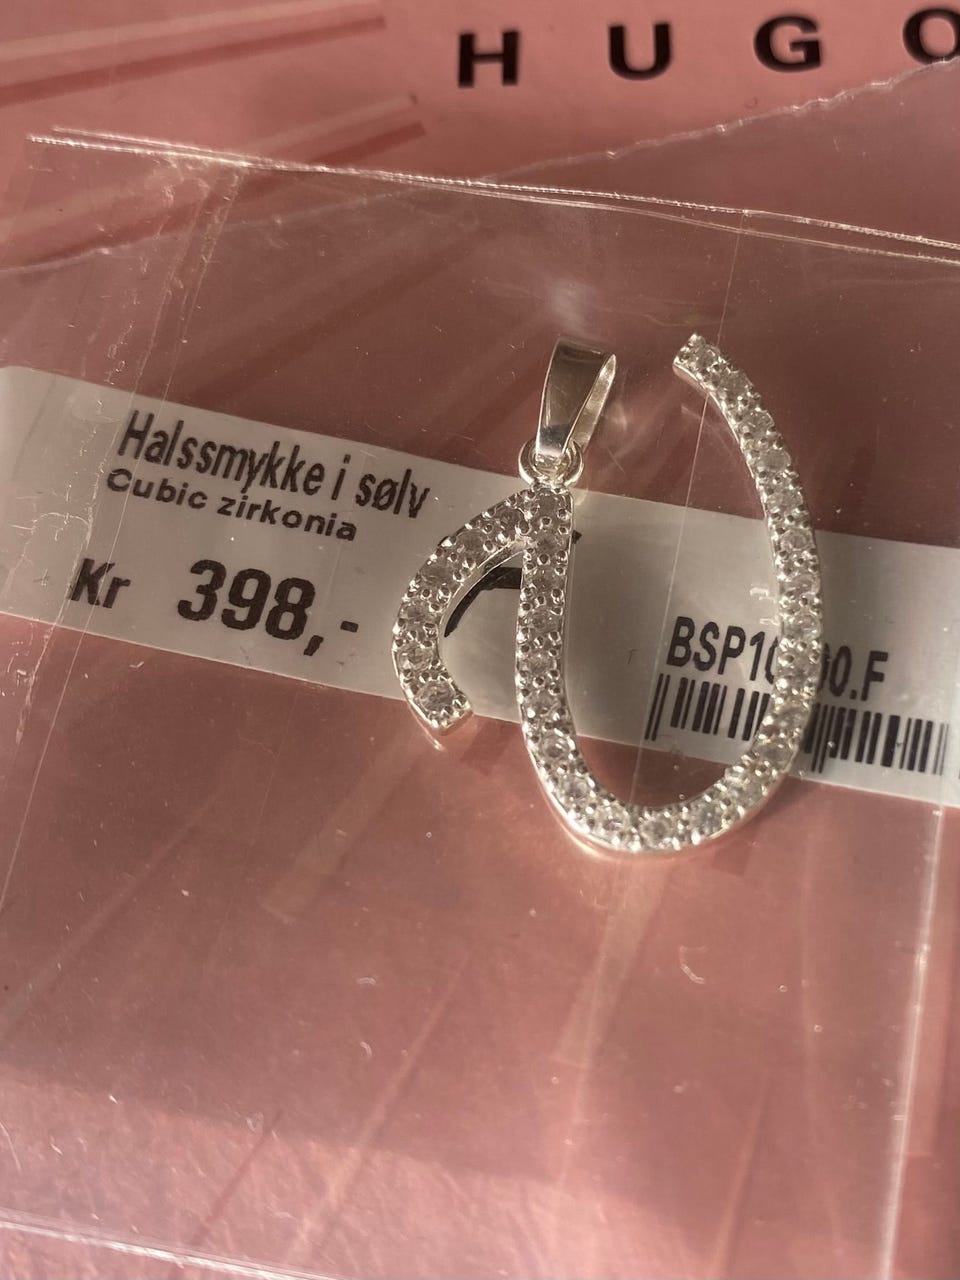 HUGO
Halssmykke i sølv
Cubic zirkonia
Kr 398,-